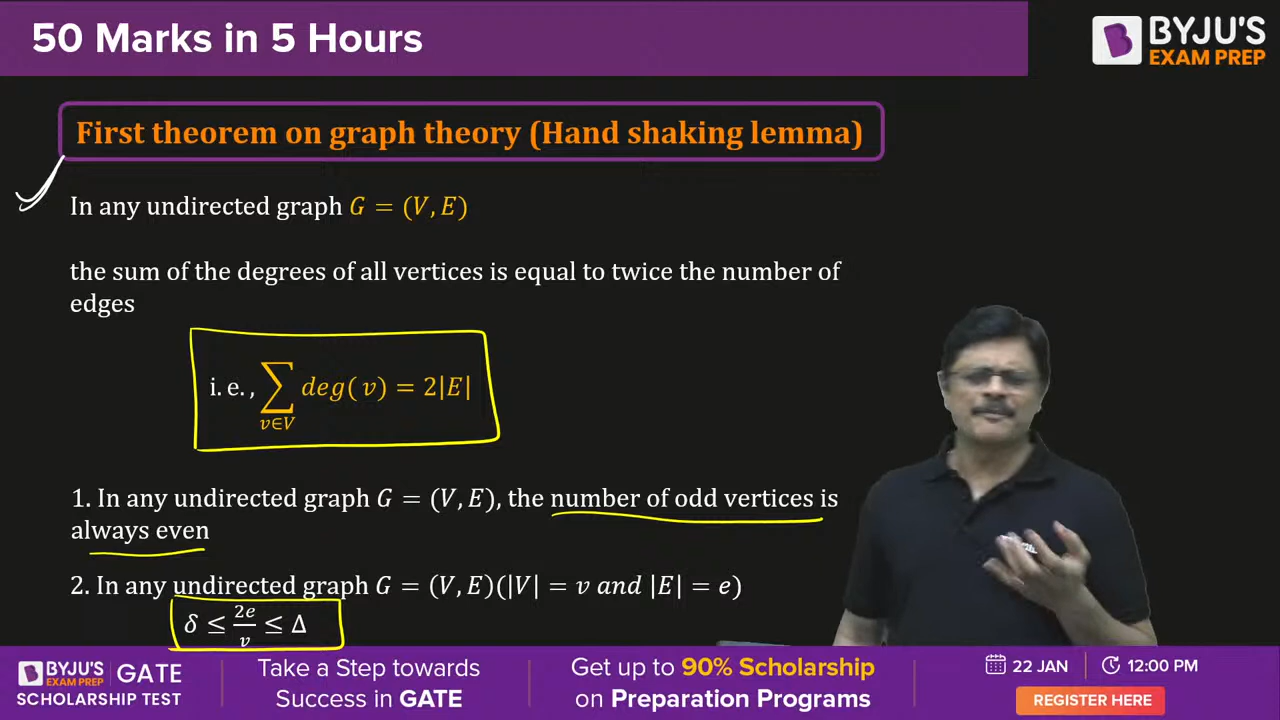 50 Marks in 5 Hours
BYJU'S
EXAM PREP
First theorem on graph theory (Hand shaking lemma)
In any undirected graph G = (V, E)
the sum of the degrees of all vertices is equal to twice the number of
edges
i. e., ∑_{v∈V} deg( v) = 2|E|
1. In any undirected graph G = (V, E), the number of odd vertices is
always even
2. In any undirected graph G = (V, E)(|V| = v and |E| = e)
δ ≤ 2e/v ≤ Δ
BYJU'S EXAM PREP | GATE
SCHOLARSHIP TEST
Take a Step towards
Success in GATE
Get up to 90% Scholarship
on Preparation Programs
22 JAN
12:00 PM
REGISTER HERE